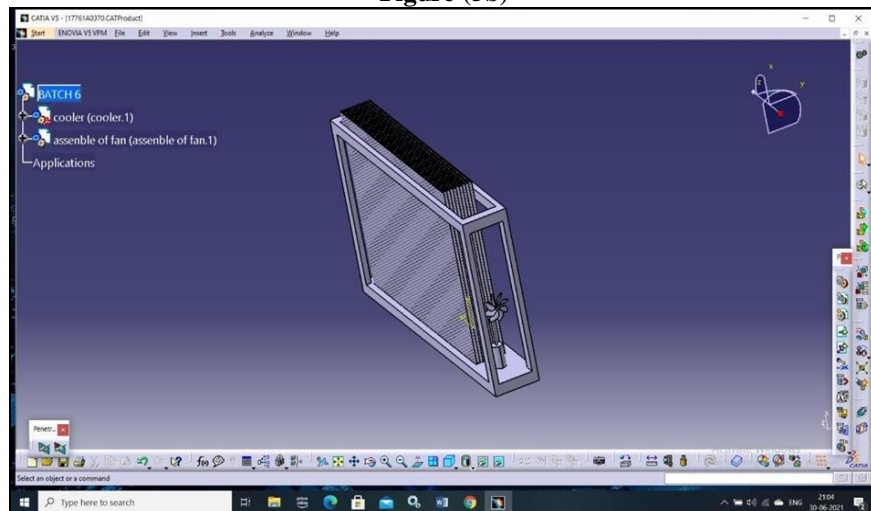 CATIA V5 - [17761A0370.CATProduct]
Start ENOVIA V5 VPM File Edit View Insert Tools Analyze Window Help
BATCH 6
cooler (cooler.1)
assenble of fan (assenble of fan.1)
Applications
x
y
z
Penetr...
Select an object or a command
CATIA
Type here to search
ENG
21:04
30-06-2021
2